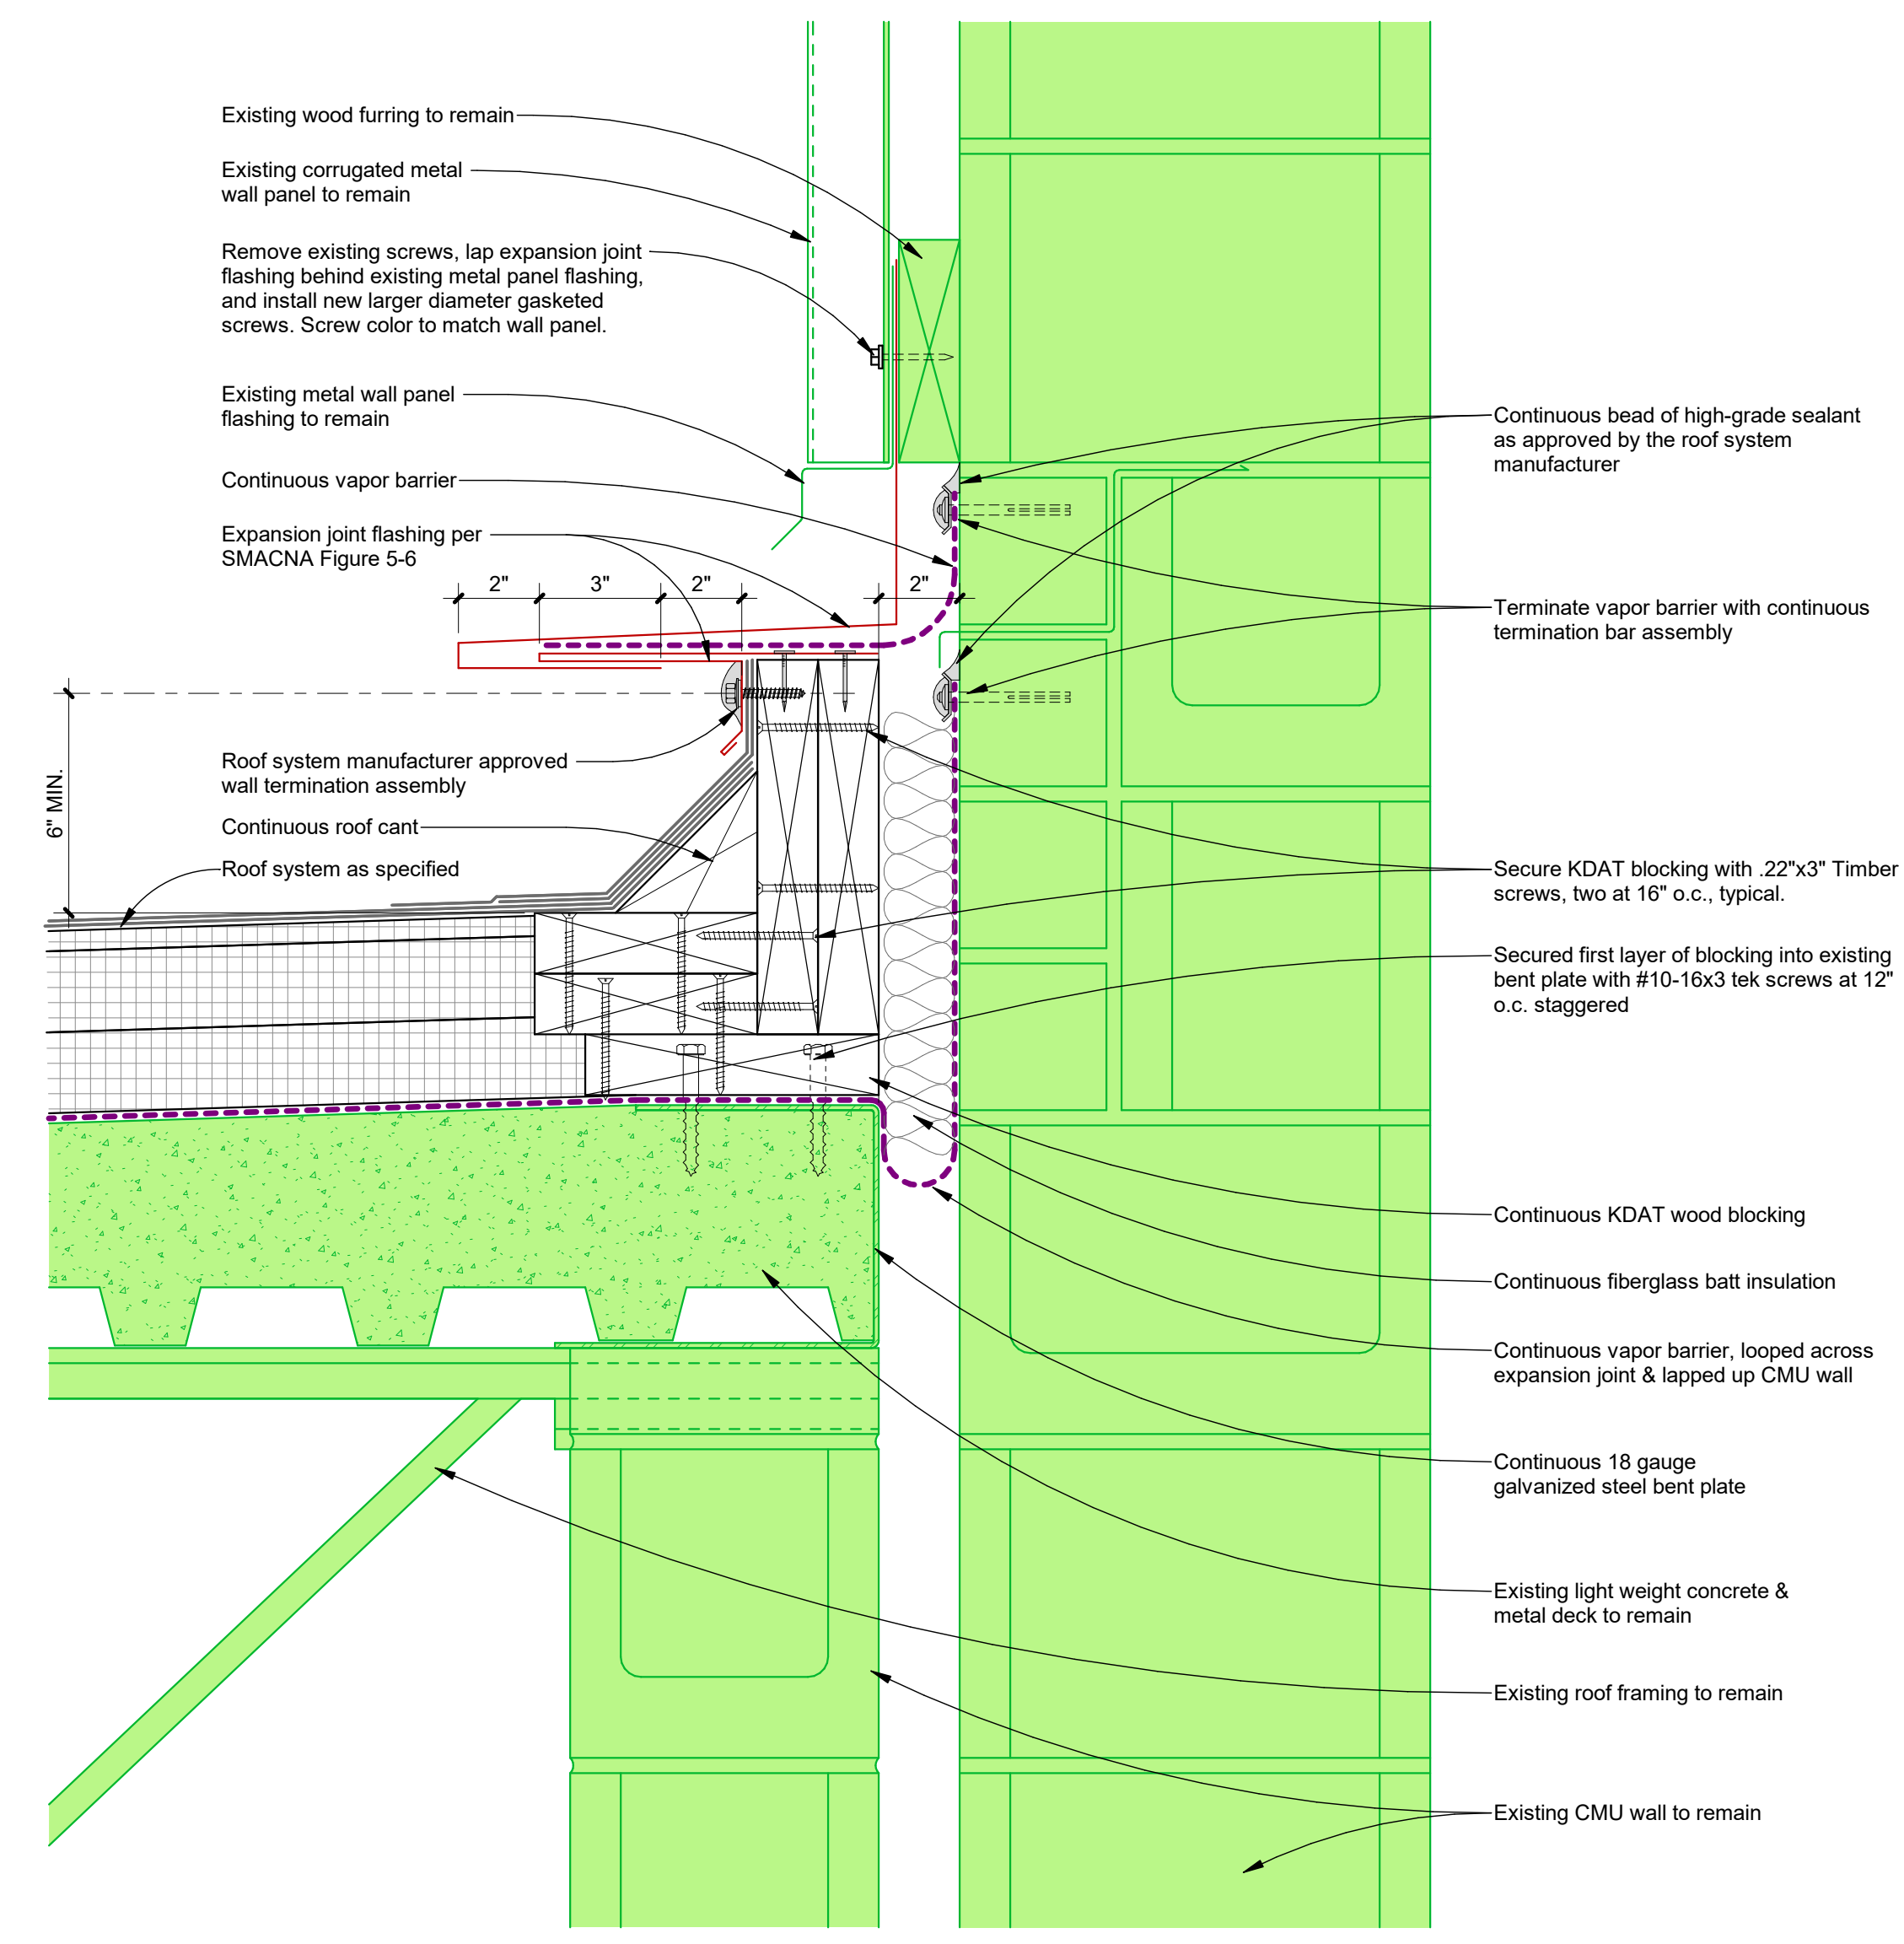 Existing wood furring to remain
Existing corrugated metal
wall panel to remain
Remove existing screws, lap expansion joint
flashing behind existing metal panel flashing,
and install new larger diameter gasketed
screws. Screw color to match wall panel.
Existing metal wall panel
flashing to remain
Continuous vapor barrier
Expansion joint flashing per
SMACNA Figure 5-6
2" 3" 2" 2"
6" MIN.
Roof system manufacturer approved
wall termination assembly
Continuous roof cant
Roof system as specified
Continuous bead of high-grade sealant
as approved by the roof system
manufacturer
Terminate vapor barrier with continuous
termination bar assembly
Secure KDAT blocking with .22"x3" Timber
screws, two at 16" o.c., typical.
Secured first layer of blocking into existing
bent plate with #10-16x3 tek screws at 12"
o.c. staggered
Continuous KDAT wood blocking
Continuous fiberglass batt insulation
Continuous vapor barrier, looped across
expansion joint & lapped up CMU wall
Continuous 18 gauge
galvanized steel bent plate
Existing light weight concrete &
metal deck to remain
Existing roof framing to remain
Existing CMU wall to remain